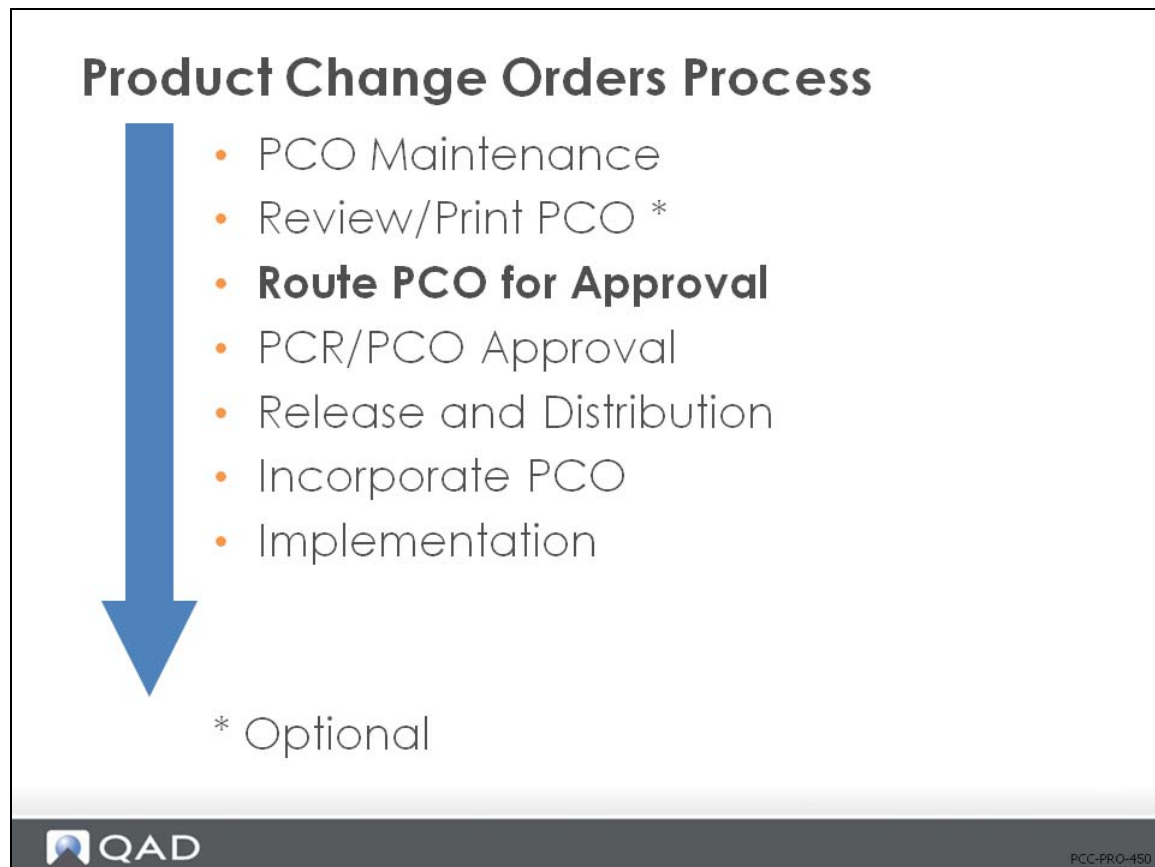 Product Change Orders Process
• PCO Maintenance
• Review/Print PCO *
• Route PCO for Approval
• PCR/PCO Approval
• Release and Distribution
• Incorporate PCO
• Implementation
* Optional
QAD
PCC-PRO-450